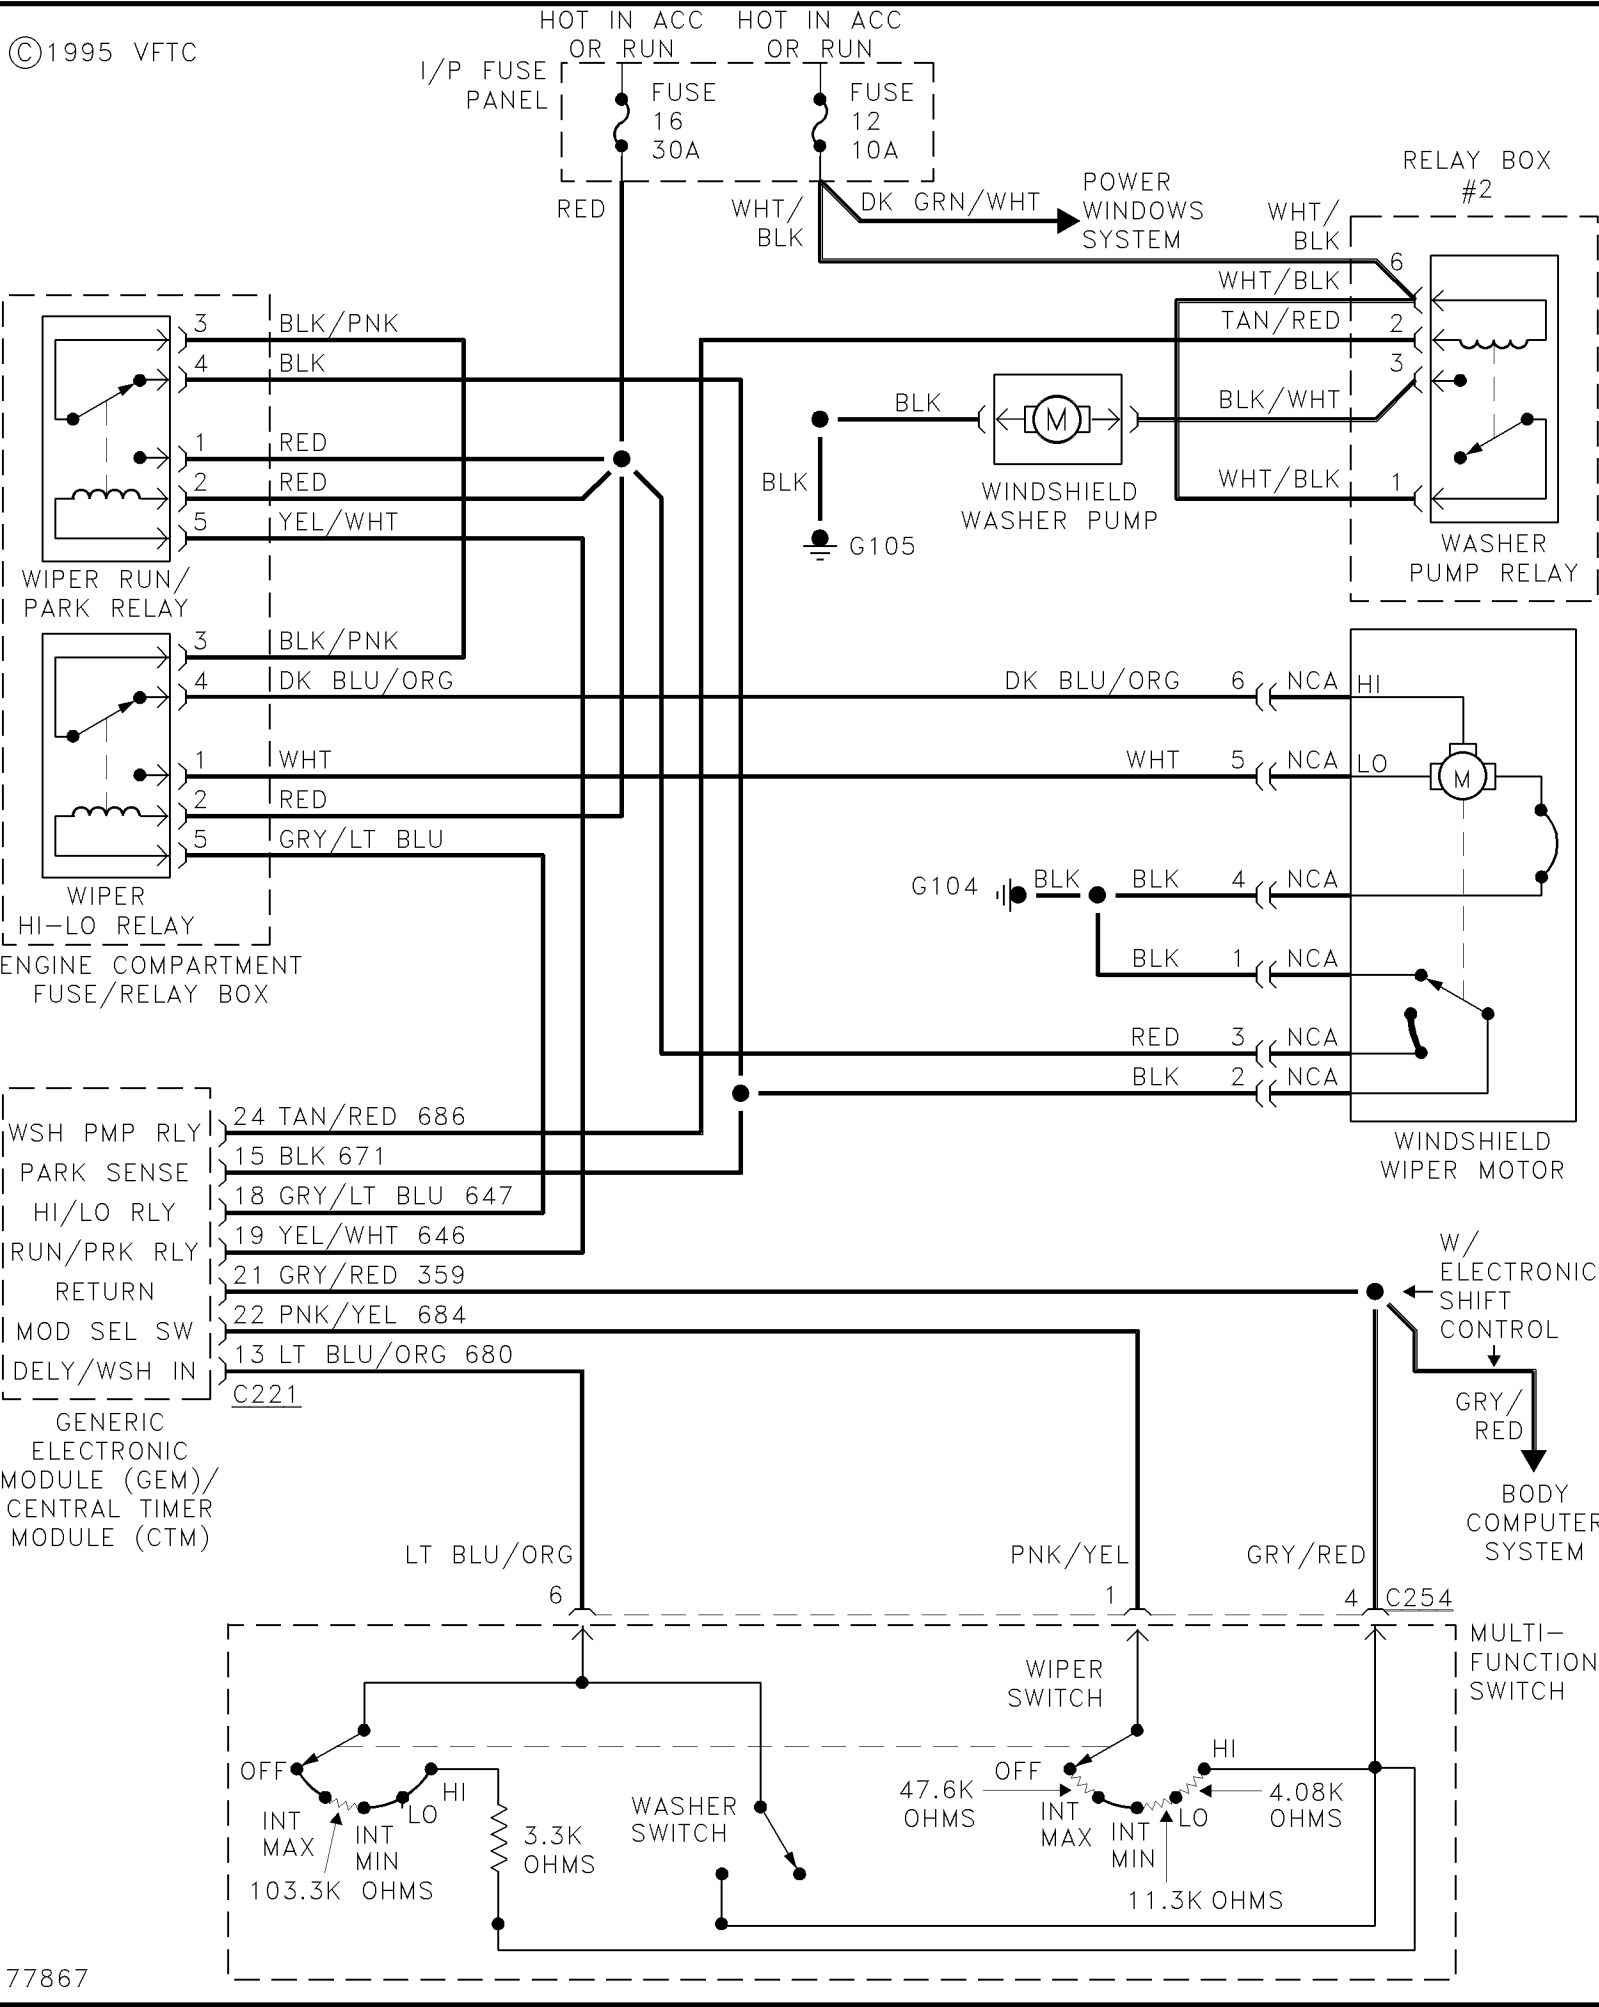 ©1995 VFTC
HOT IN ACC
OR RUN
HOT IN ACC
OR RUN
I/P FUSE
PANEL
FUSE
16
30A
FUSE
12
10A
RED
WHT/
BLK
DK GRN/WHT
POWER
WINDOWS
SYSTEM
RELAY BOX
#2
WHT/
BLK
6
WHT/BLK
TAN/RED 2
3
BLK/WHT
WHT/BLK 1
WASHER
PUMP RELAY
BLK
BLK
G105
M
WINDSHIELD
WASHER PUMP
3 BLK/PNK
4 BLK
1 RED
2 RED
5 YEL/WHT
WIPER RUN/
PARK RELAY
3 BLK/PNK
4 DK BLU/ORG
1 WHT
2 RED
5 GRY/LT BLU
WIPER
HI-LO RELAY
ENGINE COMPARTMENT
FUSE/RELAY BOX
DK BLU/ORG 6 NCA HI
WHT 5 NCA LO
M
G104 BLK BLK 4 NCA
BLK 1 NCA
RED 3 NCA
BLK 2 NCA
WINDSHIELD
WIPER MOTOR
WSH PMP RLY 24 TAN/RED 686
PARK SENSE 15 BLK 671
HI/LO RLY 18 GRY/LT BLU 647
RUN/PRK RLY 19 YEL/WHT 646
RETURN 21 GRY/RED 359
MOD SEL SW 22 PNK/YEL 684
DELY/WSH IN 13 LT BLU/ORG 680
C221
GENERIC
ELECTRONIC
MODULE (GEM)/
CENTRAL TIMER
MODULE (CTM)
W/
ELECTRONIC
SHIFT
CONTROL
GRY/
RED
BODY
COMPUTER
SYSTEM
LT BLU/ORG
6
PNK/YEL
1
GRY/RED
4 C254
MULTI-
FUNCTION
SWITCH
WIPER
SWITCH
OFF
INT
MAX
INT
MIN
LO
HI
103.3K OHMS
3.3K
OHMS
WASHER
SWITCH
OFF
47.6K
OHMS
INT
MAX
INT
MIN
LO
HI
4.08K
OHMS
11.3K OHMS
77867